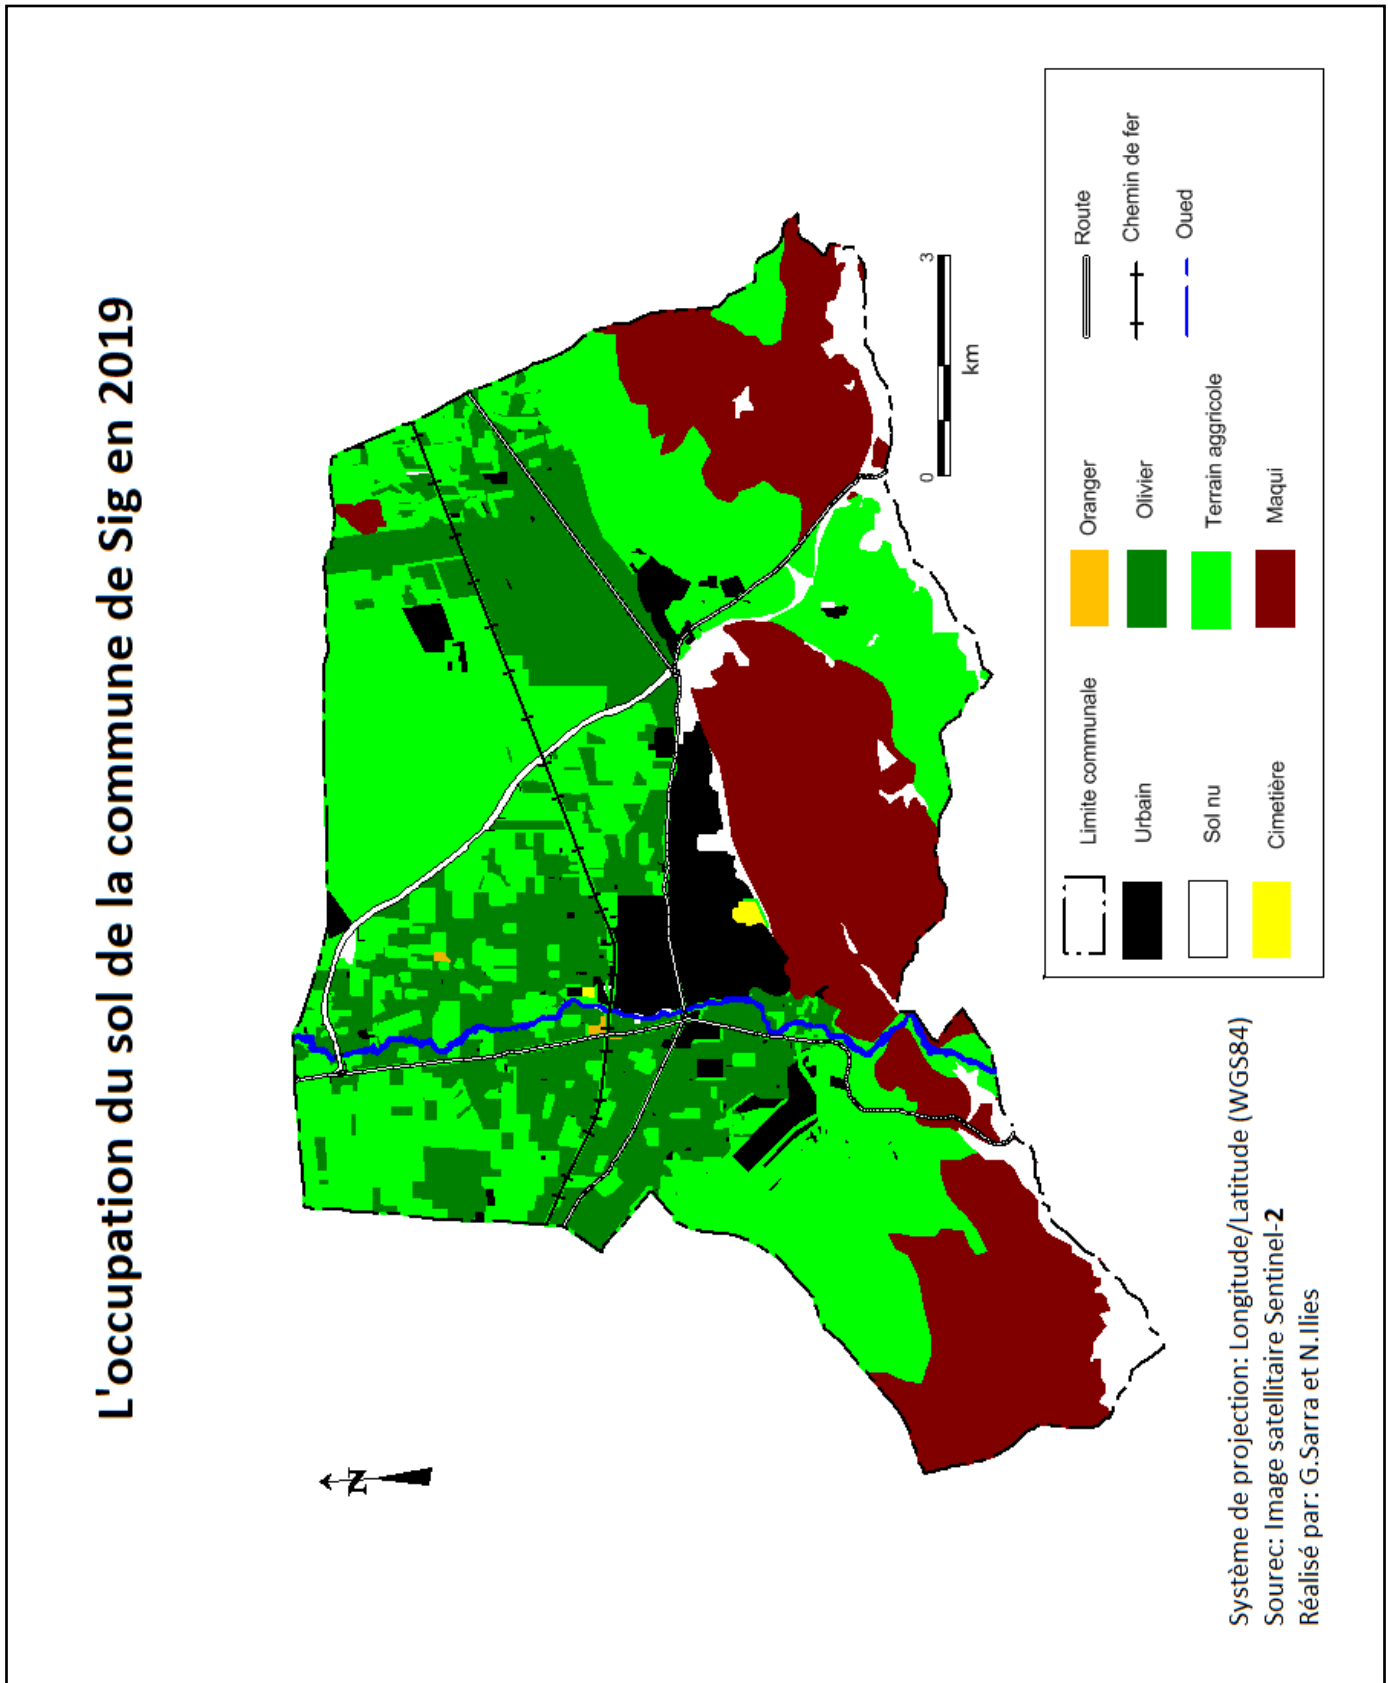 L'occupation du sol de la commune de Sig en 2019
N
0
3
km
Limite communale
Urbain
Sol nu
Cimetière
Oranger
Olivier
Terrain aggricole
Maqui
Route
Chemin de fer
Oued
Système de projection: Longitude/Latitude (WGS84)
Sourec: Image satellitaire Sentinel-2
Réalisé par: G.Sarra et N.Ilies